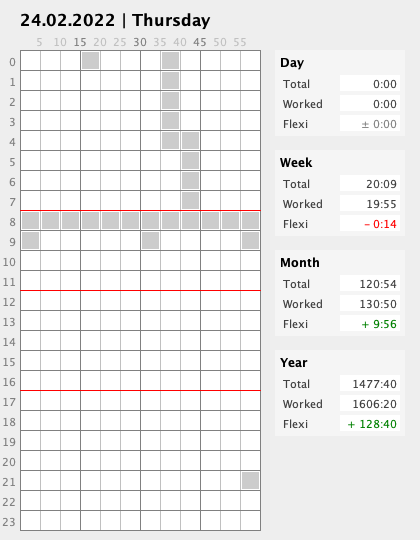 24.02.2022 | Thursday
5 10 15 20 25 30 35 40 45 50 55
0
1
2
3
4
5
6
7
8
9
10
11
12
13
14
15
16
17
18
19
20
21
22
23
Day
Total 0:00
Worked 0:00
Flexi ± 0:00
Week
Total 20:09
Worked 19:55
Flexi – 0:14
Month
Total 120:54
Worked 130:50
Flexi + 9:56
Year
Total 1477:40
Worked 1606:20
Flexi + 128:40